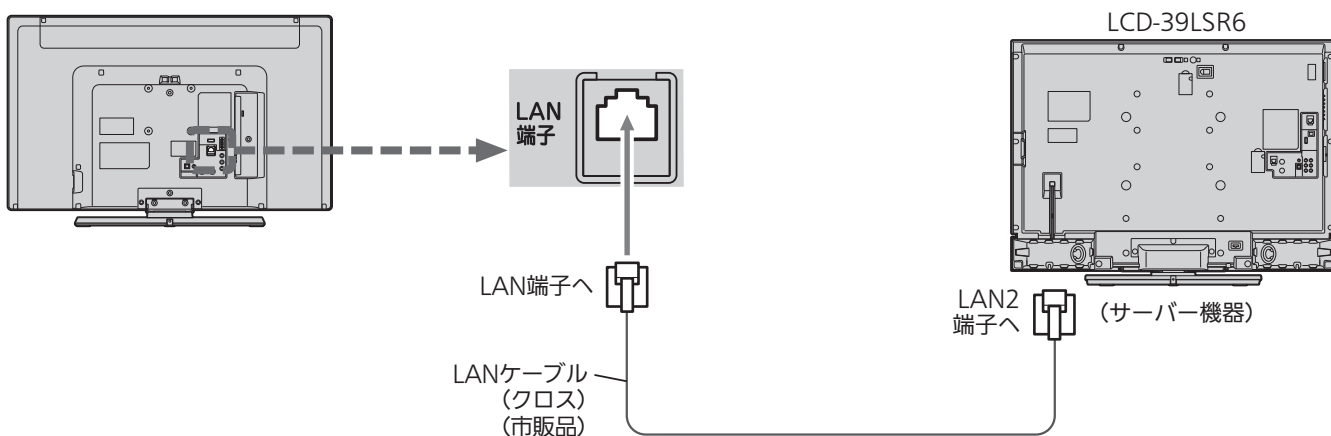 LCD-39LSR6
LAN
端子
LAN端子へ
LAN2
端子へ
（サーバー機器）
LANケーブル
（クロス）
（市販品）